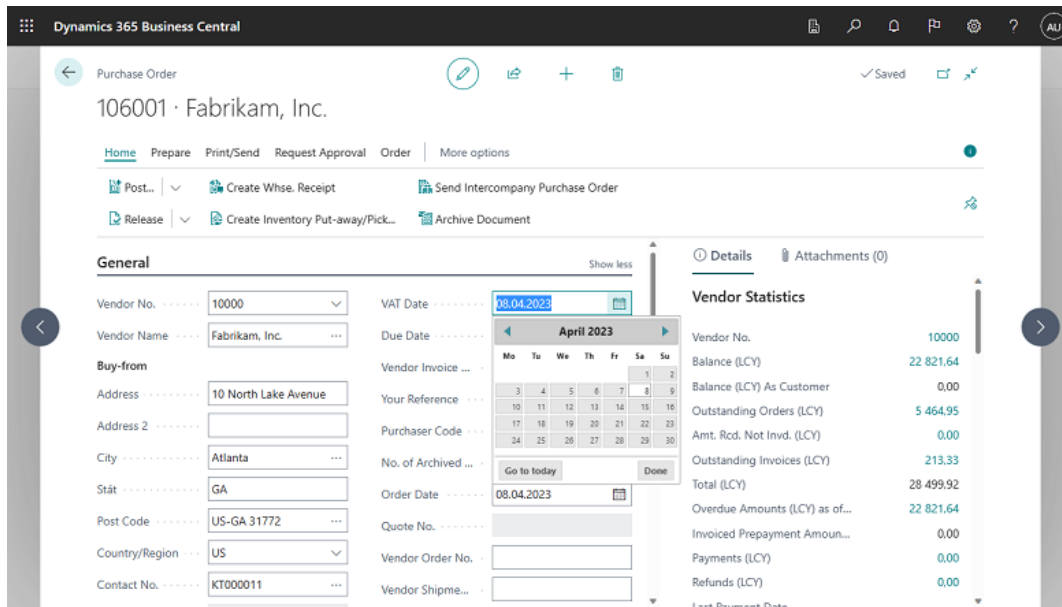 Dynamics 365 Business Central
? AU
Purchase Order
✓ Saved
106001 · Fabrikam, Inc.
Home Prepare Print/Send Request Approval Order More options
Post... Create Whse. Receipt Send Intercompany Purchase Order
Release Create Inventory Put-away/Pick... Archive Document
General Show less
Vendor No. 10000
Vendor Name Fabrikam, Inc. ...
Buy-from
Address 10 North Lake Avenue
Address 2
City Atlanta ...
Stát GA
Post Code US-GA 31772 ...
Country/Region US
Contact No. KT000011 ...
VAT Date 08.04.2023
Due Date
Vendor Invoice ...
Your Reference
Purchaser Code
No. of Archived ...
Order Date 08.04.2023
Quote No.
Vendor Order No.
Vendor Shipme...
April 2023
Mo Tu We Th Fr Sa Su
1 2
3 4 5 6 7 8 9
10 11 12 13 14 15 16
17 18 19 20 21 22 23
24 25 26 27 28 29 30
Go to today Done
Details Attachments (0)
Vendor Statistics
Vendor No. 10000
Balance (LCY) 22 821,64
Balance (LCY) As Customer 0,00
Outstanding Orders (LCY) 5 464,95
Amt. Rcd. Not Invd. (LCY) 0,00
Outstanding Invoices (LCY) 213,33
Total (LCY) 28 499,92
Overdue Amounts (LCY) as of... 22 821,64
Invoiced Prepayment Amoun... 0,00
Payments (LCY) 0,00
Refunds (LCY) 0,00
Last Payment Date